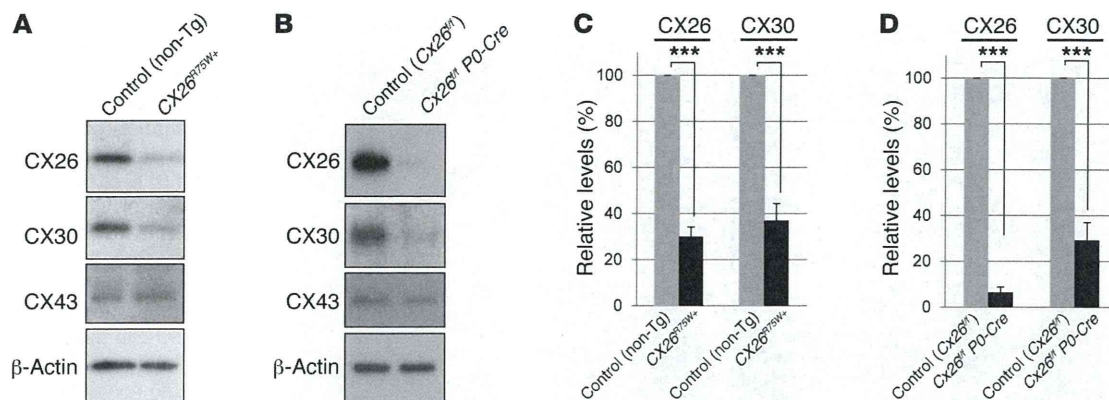 A
Control (non-Tg)
CX26R75W+
CX26
CX30
CX43
β-Actin
B
Control (Cx26f/f)
Cx26f/f P0-Cre
CX26
CX30
CX43
β-Actin
C
CX26
CX30
***
***
Relative levels (%)
100
80
60
40
20
0
Control (non-Tg)
CX26R75W+
Control (non-Tg)
CX26R75W+
D
CX26
CX30
***
***
Relative levels (%)
100
80
60
40
20
0
Control (Cx26f/f)
Cx26f/f P0-Cre
Control (Cx26f/f)
Cx26f/f P0-Cre